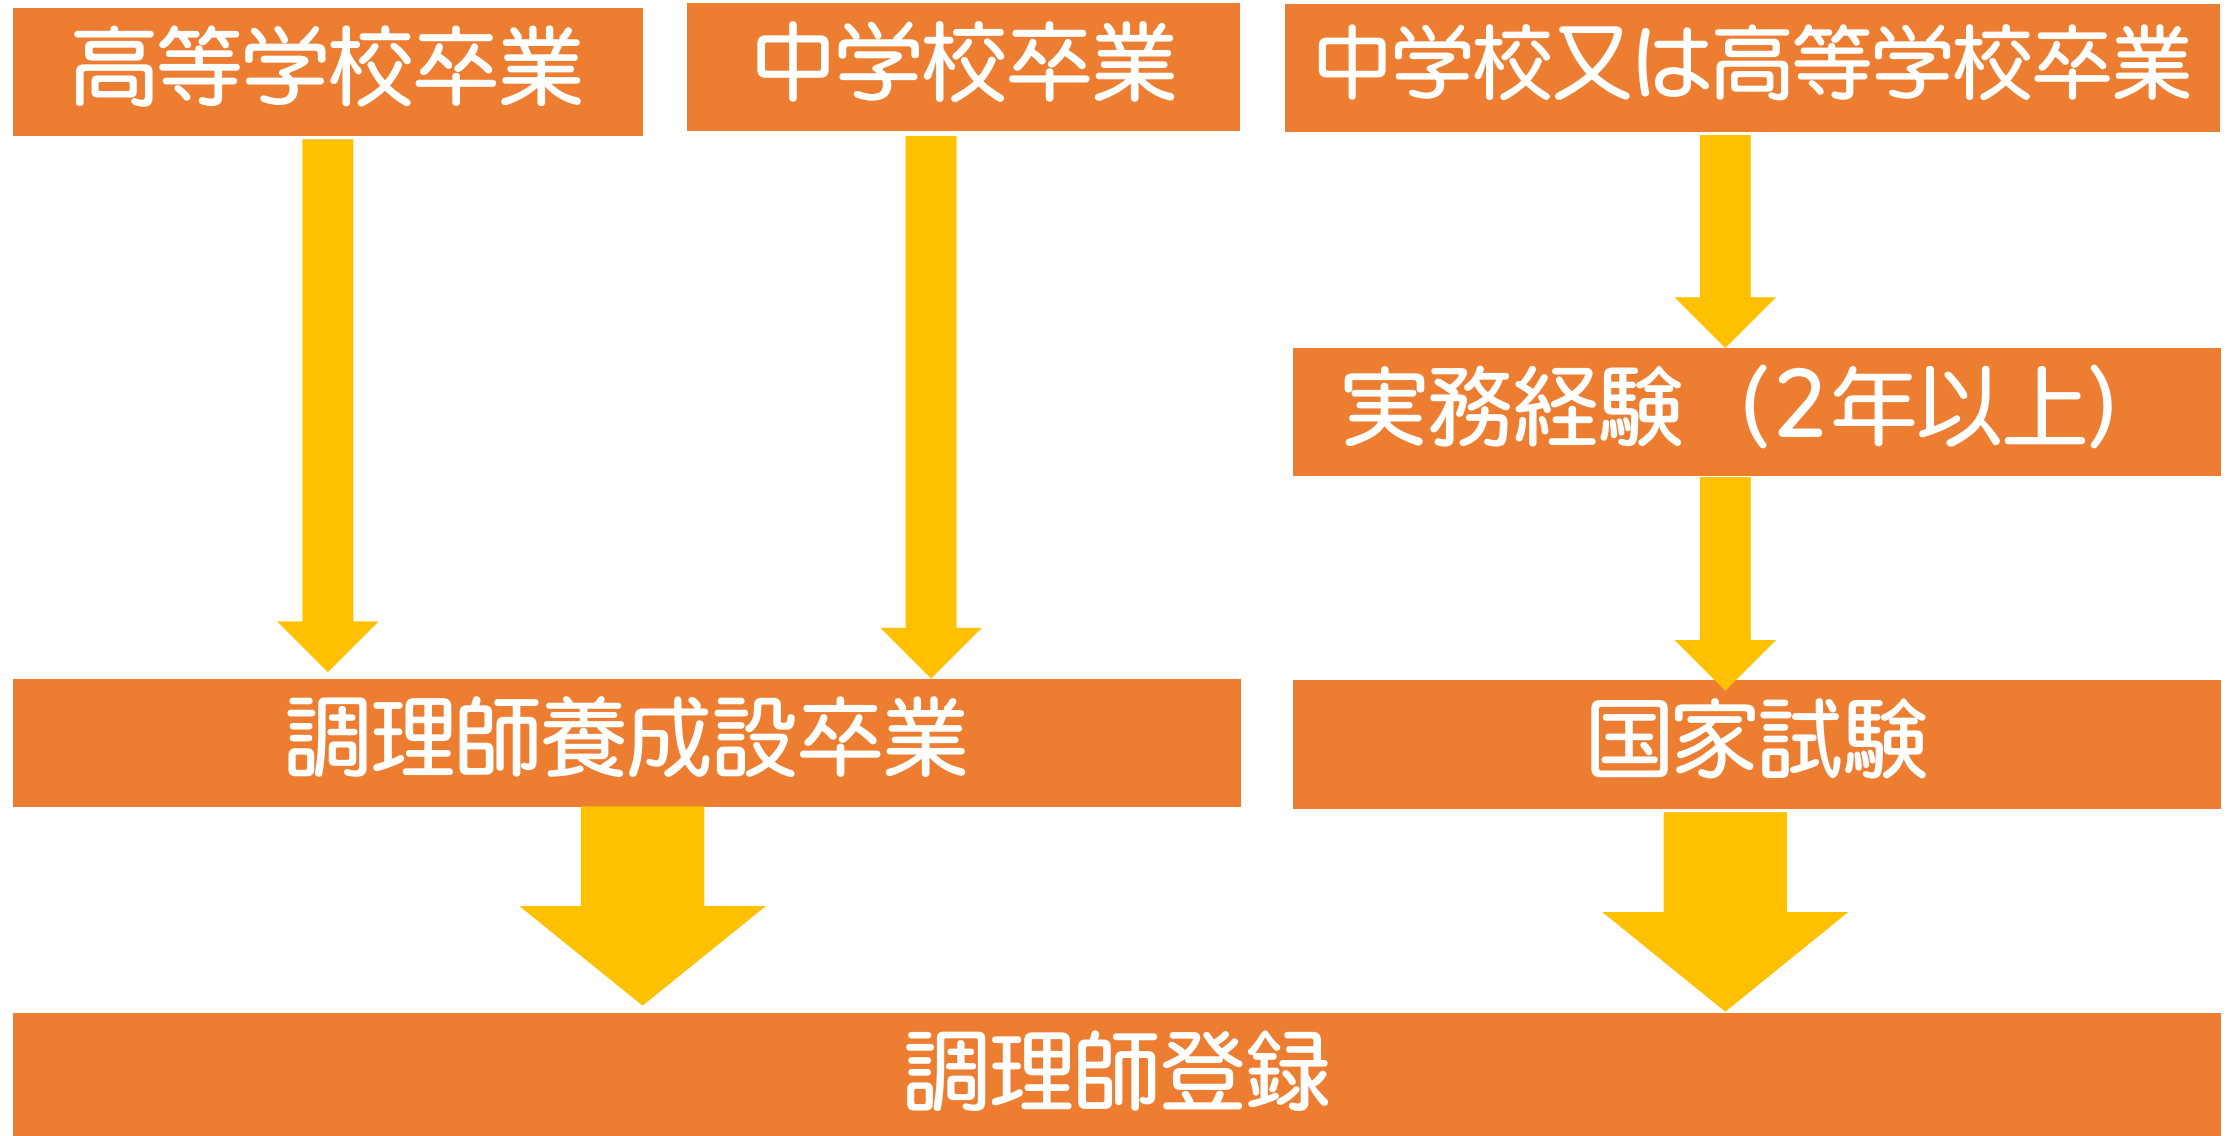 高等学校卒業
中学校卒業
中学校又は高等学校卒業
実務経験（2年以上）
調理師養成設卒業
国家試験
調理師登録